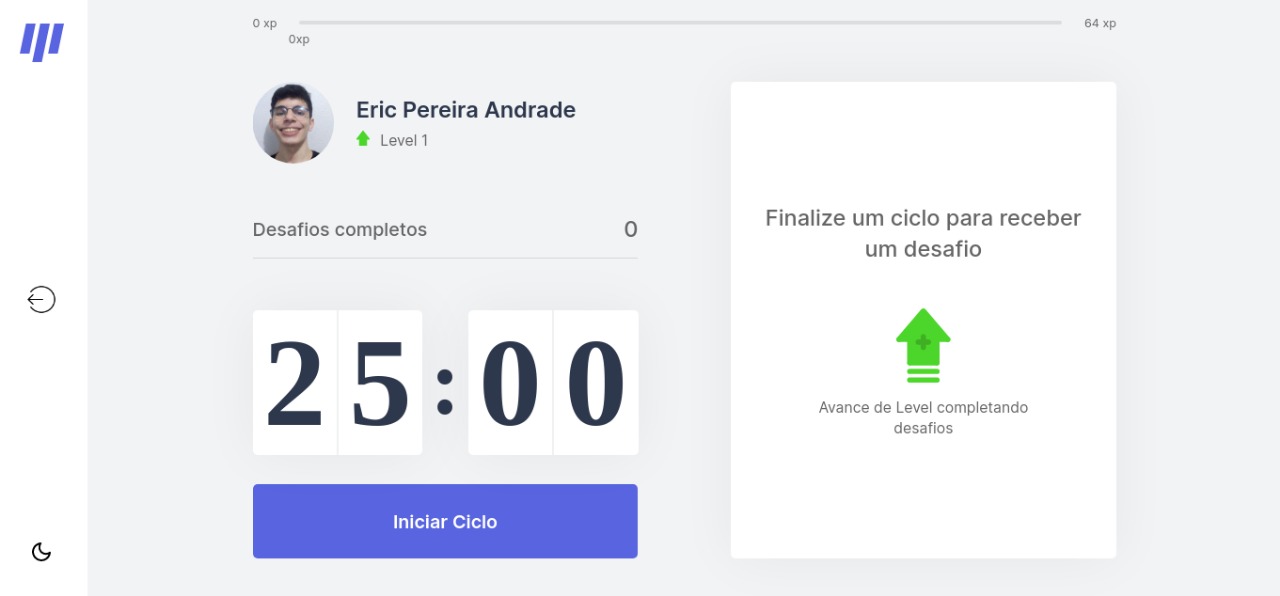 0 xp
64 xp
0xp
Eric Pereira Andrade
Level 1
Desafios completos
0
25:00
Iniciar Ciclo
Finalize um ciclo para receber
um desafio
Avance de Level completando
desafios